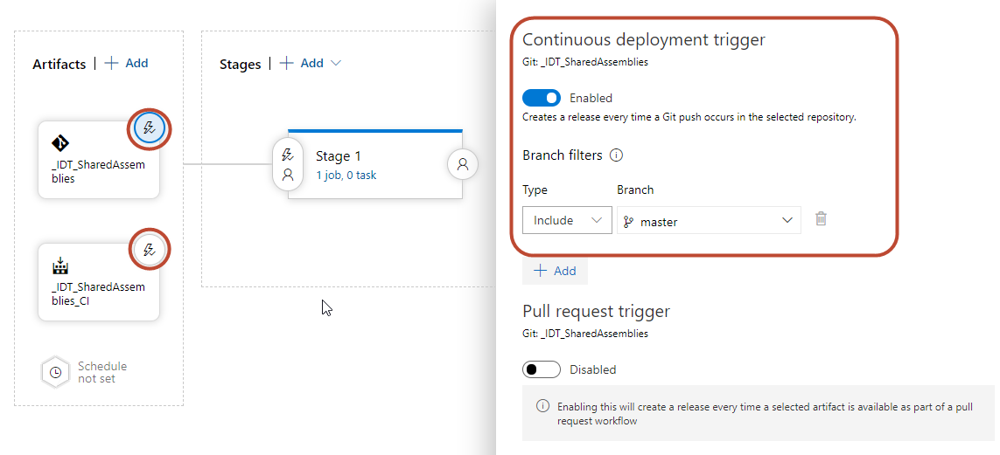 Artifacts | + Add
_IDT_SharedAssem
blies
_IDT_SharedAssem
blies_CI
Schedule
not set
Stages | + Add
Stage 1
1 job, 0 task
Continuous deployment trigger
Git: _IDT_SharedAssemblies
Enabled
Creates a release every time a Git push occurs in the selected repository.
Branch filters
Type Branch
Include master
+ Add
Pull request trigger
Git: _IDT_SharedAssemblies
Disabled
Enabling this will create a release every time a selected artifact is available as part of a pull
request workflow